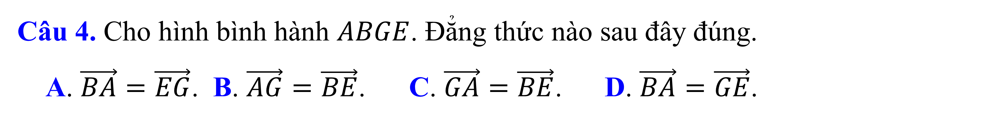 Câu 4. Cho hình bình hành $ABGE$. Đẳng thức nào sau đây đúng.
A. $\overrightarrow{BA} = \overrightarrow{EG}$. B. $\overrightarrow{AG} = \overrightarrow{BE}$. C. $\overrightarrow{GA} = \overrightarrow{BE}$. D. $\overrightarrow{BA} = \overrightarrow{GE}$.